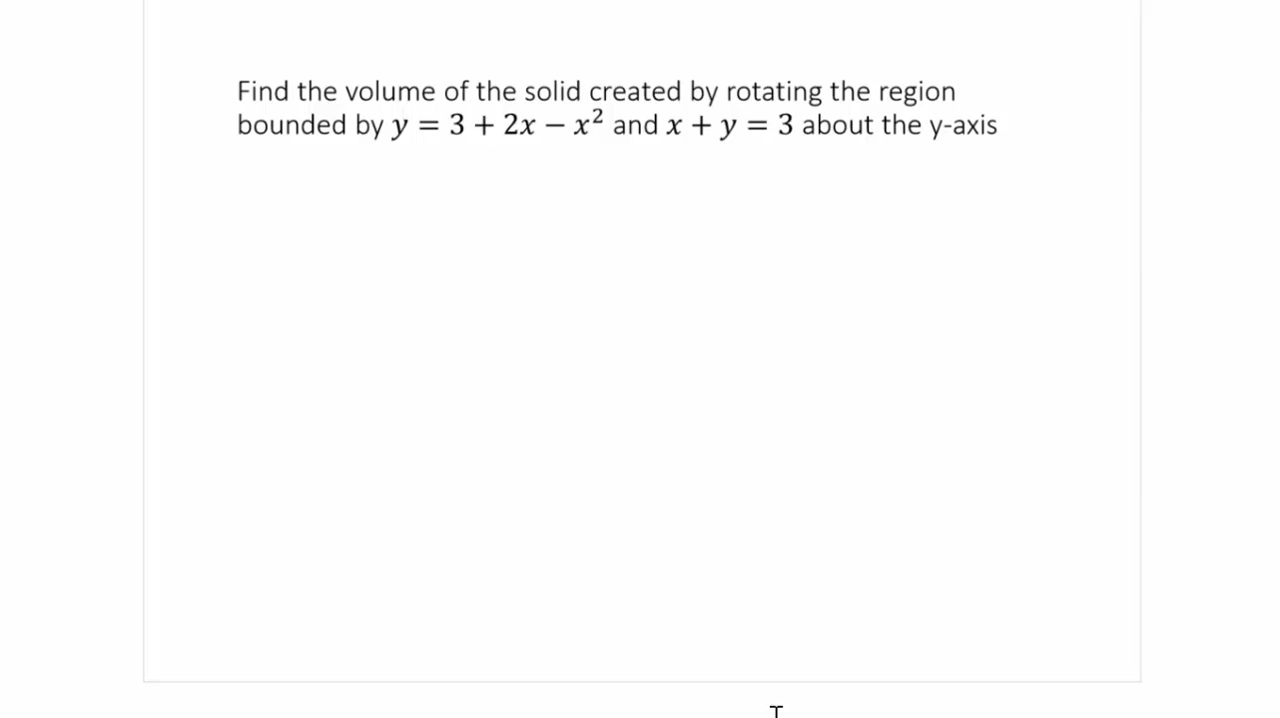 Find the volume of the solid created by rotating the region
bounded by y = 3 + 2x − x² and x + y = 3 about the y-axis